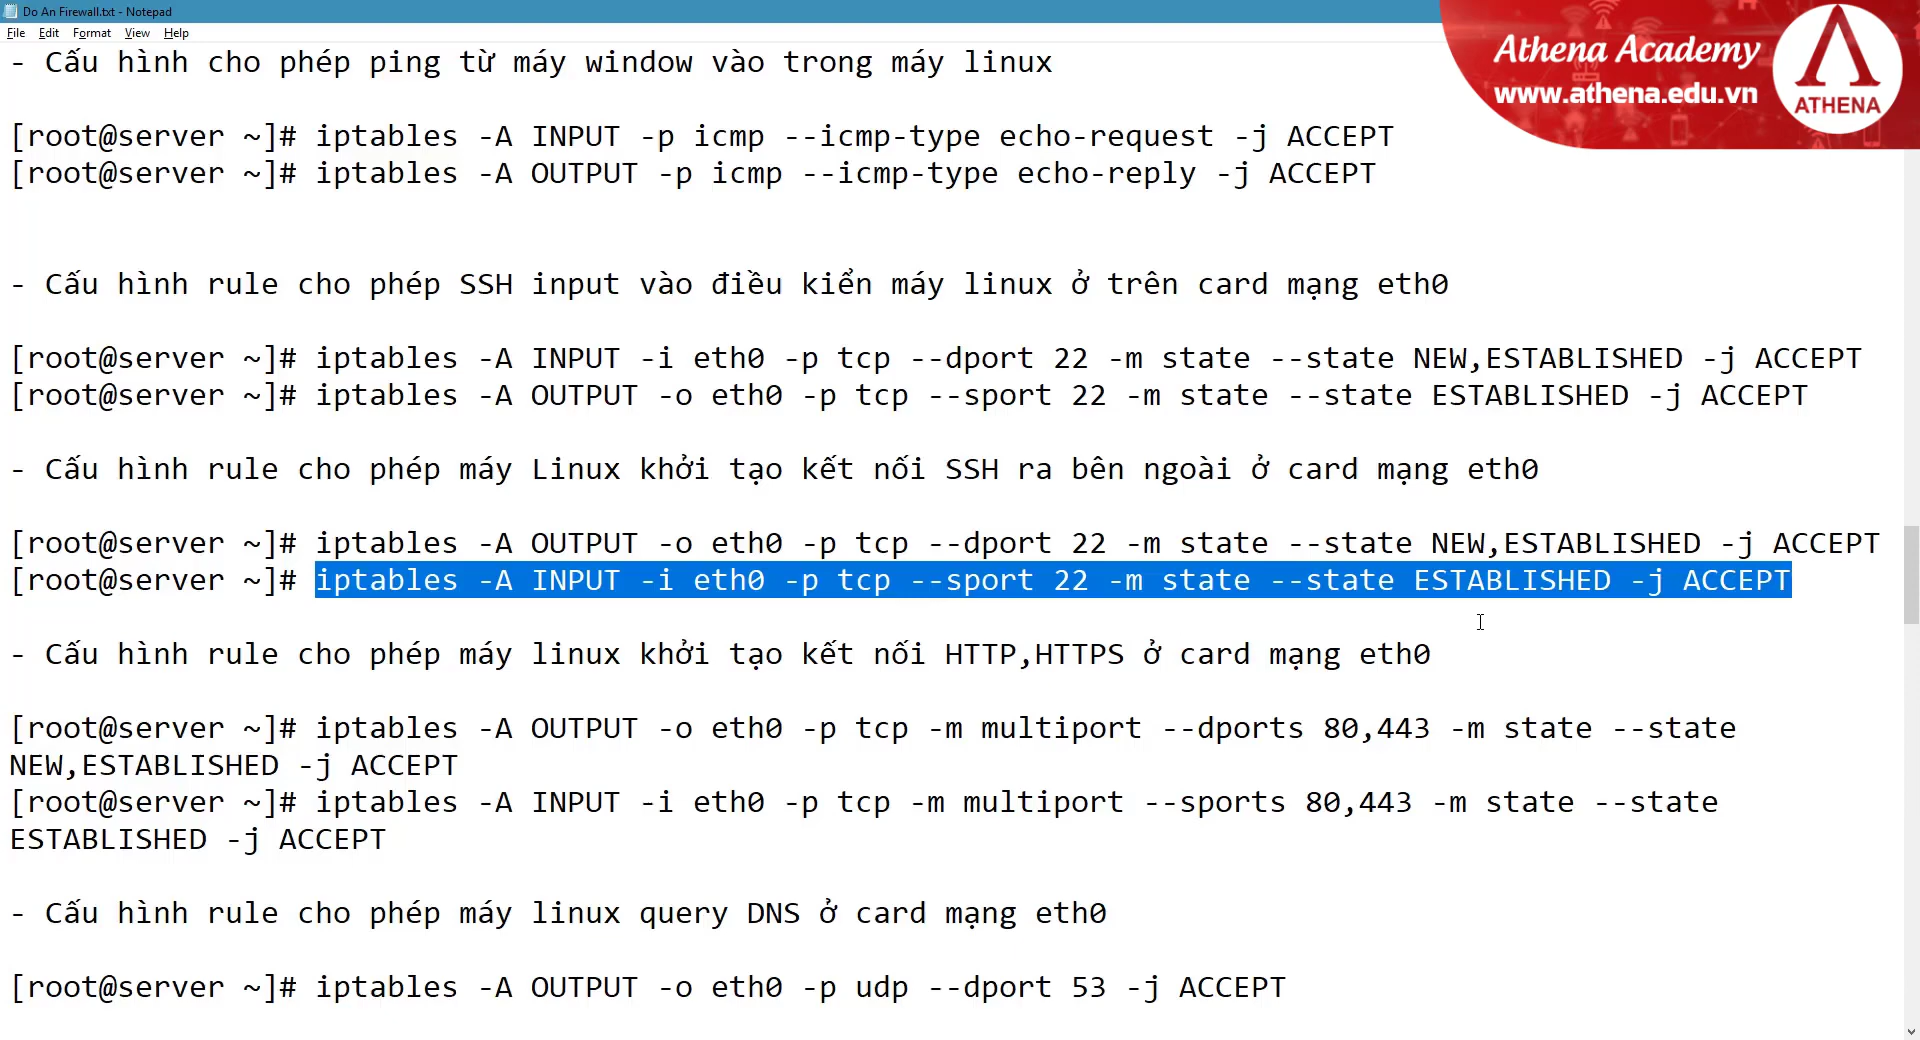 Do An Firewall.txt - Notepad
File Edit Format View Help
Athena Academy
www.athena.edu.vn
ATHENA
- Cấu hình cho phép ping từ máy window vào trong máy linux
[root@server ~]# iptables -A INPUT -p icmp --icmp-type echo-request -j ACCEPT
[root@server ~]# iptables -A OUTPUT -p icmp --icmp-type echo-reply -j ACCEPT
- Cấu hình rule cho phép SSH input vào điều kiển máy linux ở trên card mạng eth0
[root@server ~]# iptables -A INPUT -i eth0 -p tcp --dport 22 -m state --state NEW,ESTABLISHED -j ACCEPT
[root@server ~]# iptables -A OUTPUT -o eth0 -p tcp --sport 22 -m state --state ESTABLISHED -j ACCEPT
- Cấu hình rule cho phép máy Linux khởi tạo kết nối SSH ra bên ngoài ở card mạng eth0
[root@server ~]# iptables -A OUTPUT -o eth0 -p tcp --dport 22 -m state --state NEW,ESTABLISHED -j ACCEPT
[root@server ~]# iptables -A INPUT -i eth0 -p tcp --sport 22 -m state --state ESTABLISHED -j ACCEPT
- Cấu hình rule cho phép máy linux khởi tạo kết nối HTTP,HTTPS ở card mạng eth0
[root@server ~]# iptables -A OUTPUT -o eth0 -p tcp -m multiport --dports 80,443 -m state --state
NEW,ESTABLISHED -j ACCEPT
[root@server ~]# iptables -A INPUT -i eth0 -p tcp -m multiport --sports 80,443 -m state --state
ESTABLISHED -j ACCEPT
- Cấu hình rule cho phép máy linux query DNS ở card mạng eth0
[root@server ~]# iptables -A OUTPUT -o eth0 -p udp --dport 53 -j ACCEPT